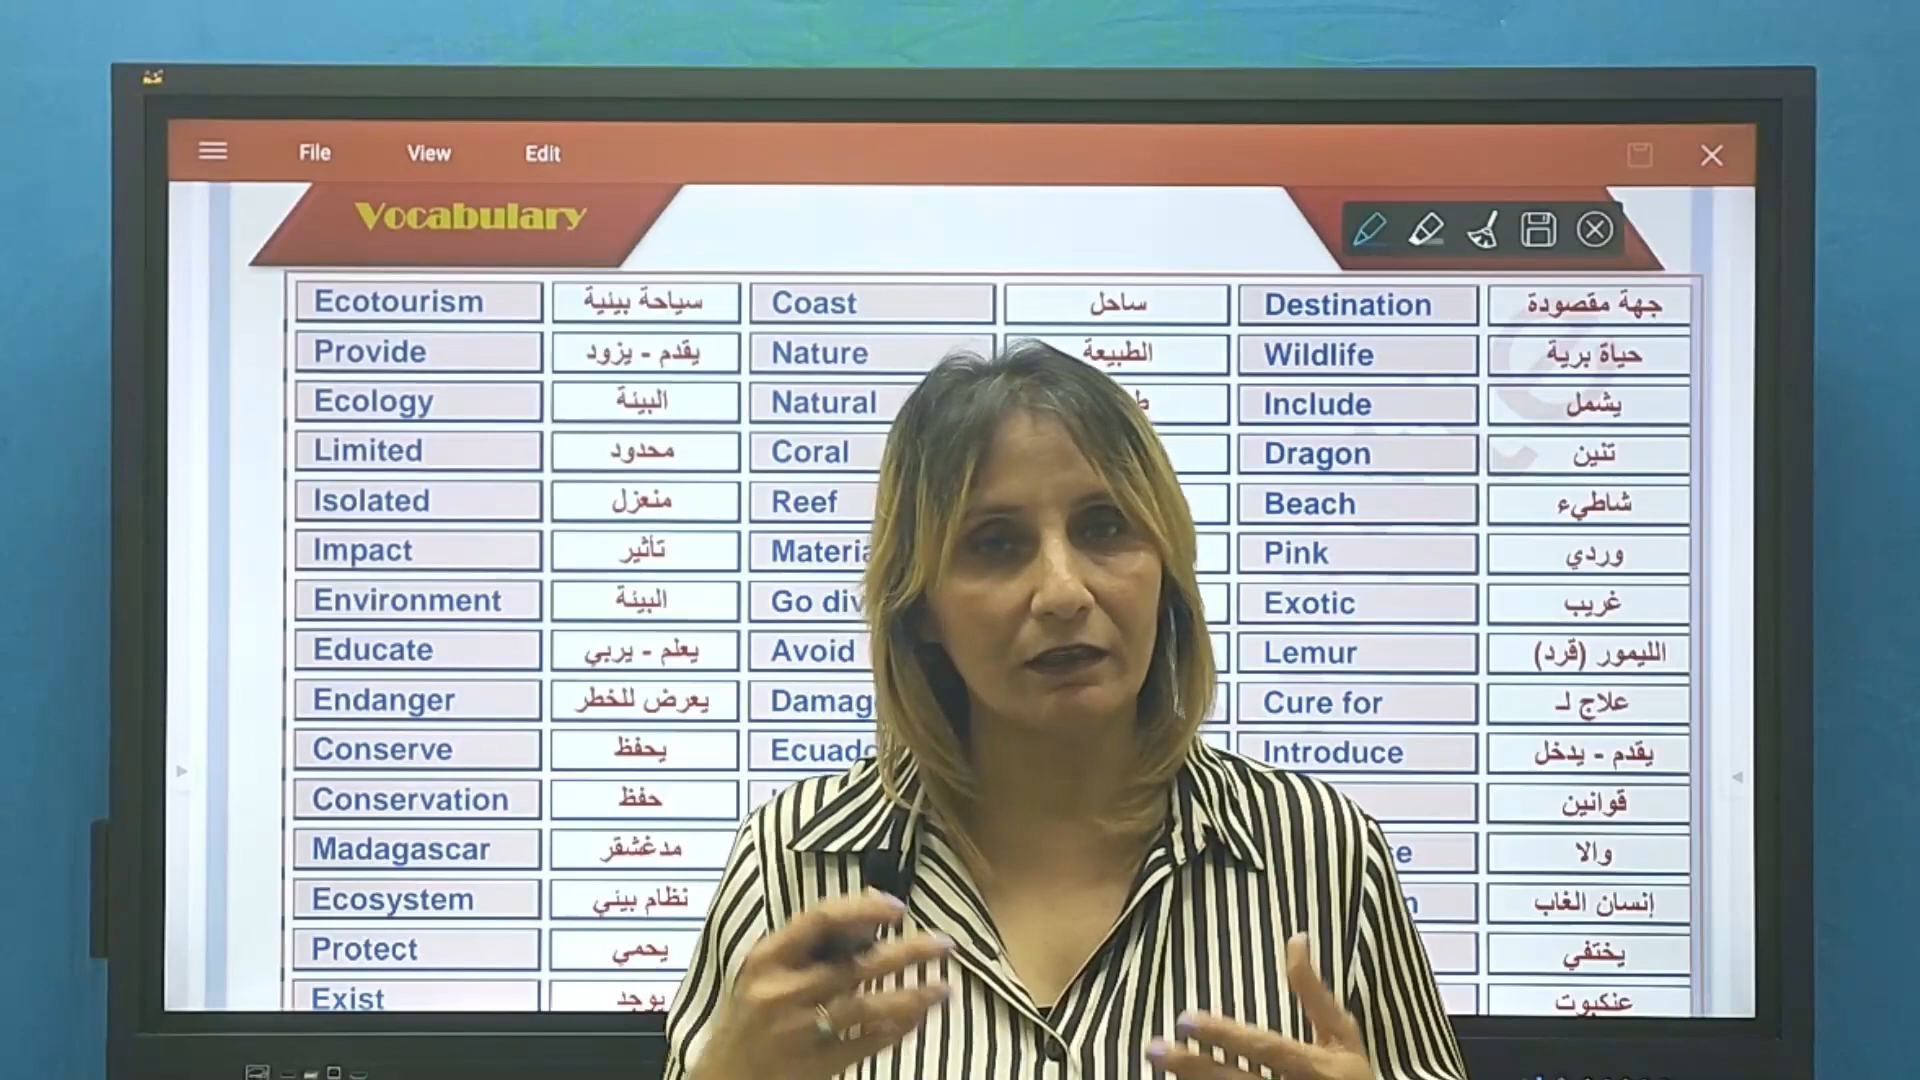 File View Edit
Vocabulary
Ecotourism سياحة بيئية Coast ساحل Destination جهة مقصودة
Provide يقدم - يزود Nature الطبيعة Wildlife حياة برية
Ecology البيئة Natural Include يشمل
Limited محدود Coral Dragon تنين
Isolated منعزل Reef Beach شاطيء
Impact تأثير Pink وردي
Environment البيئة Go Exotic غريب
Educate يعلم - يربي Avoid Lemur الليمور (قرد)
Endanger يعرض للخطر Cure for علاج لـ
Conserve يحفظ Introduce يقدم - يدخل
Conservation حفظ قوانين
Madagascar مدغشقر والا
Ecosystem نظام بيئي إنسان الغاب
Protect يحمي يختفي
Exist يوجد عنكبوت